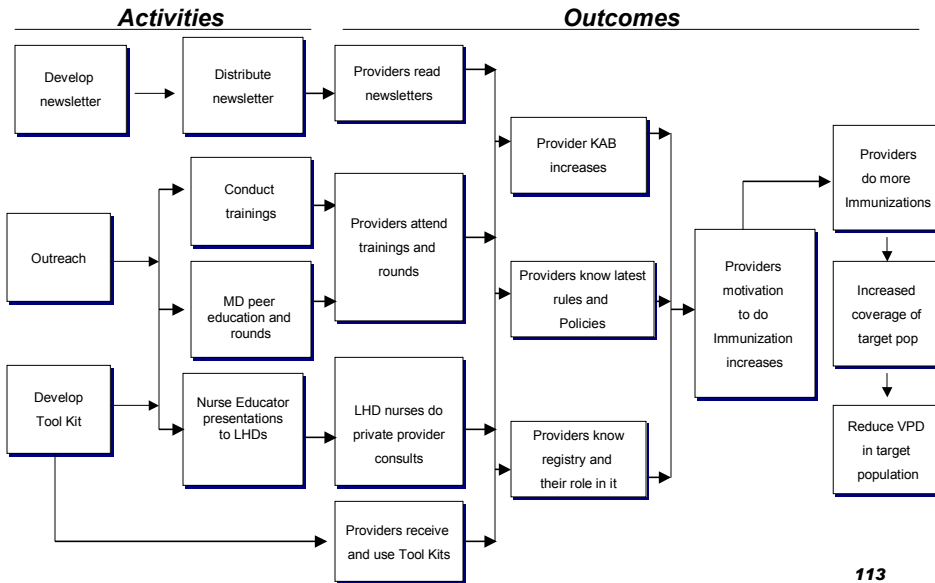 Activities
Outcomes
Develop
newsletter
Distribute
newsletter
Providers read
newsletters
Outreach
Develop
Tool Kit
Conduct
trainings
MD peer
education and
rounds
Nurse Educator
presentations
to LHDs
Providers attend
trainings and
rounds
LHD nurses do
private provider
consults
Providers receive
and use Tool Kits
Provider KAB
increases
Providers know latest
rules and
Policies
Providers know
registry and
their role in it
Providers
motivation
to do
Immunization
increases
Providers
do more
Immunizations
Increased
coverage of
target pop
Reduce VPD
in target
population
113